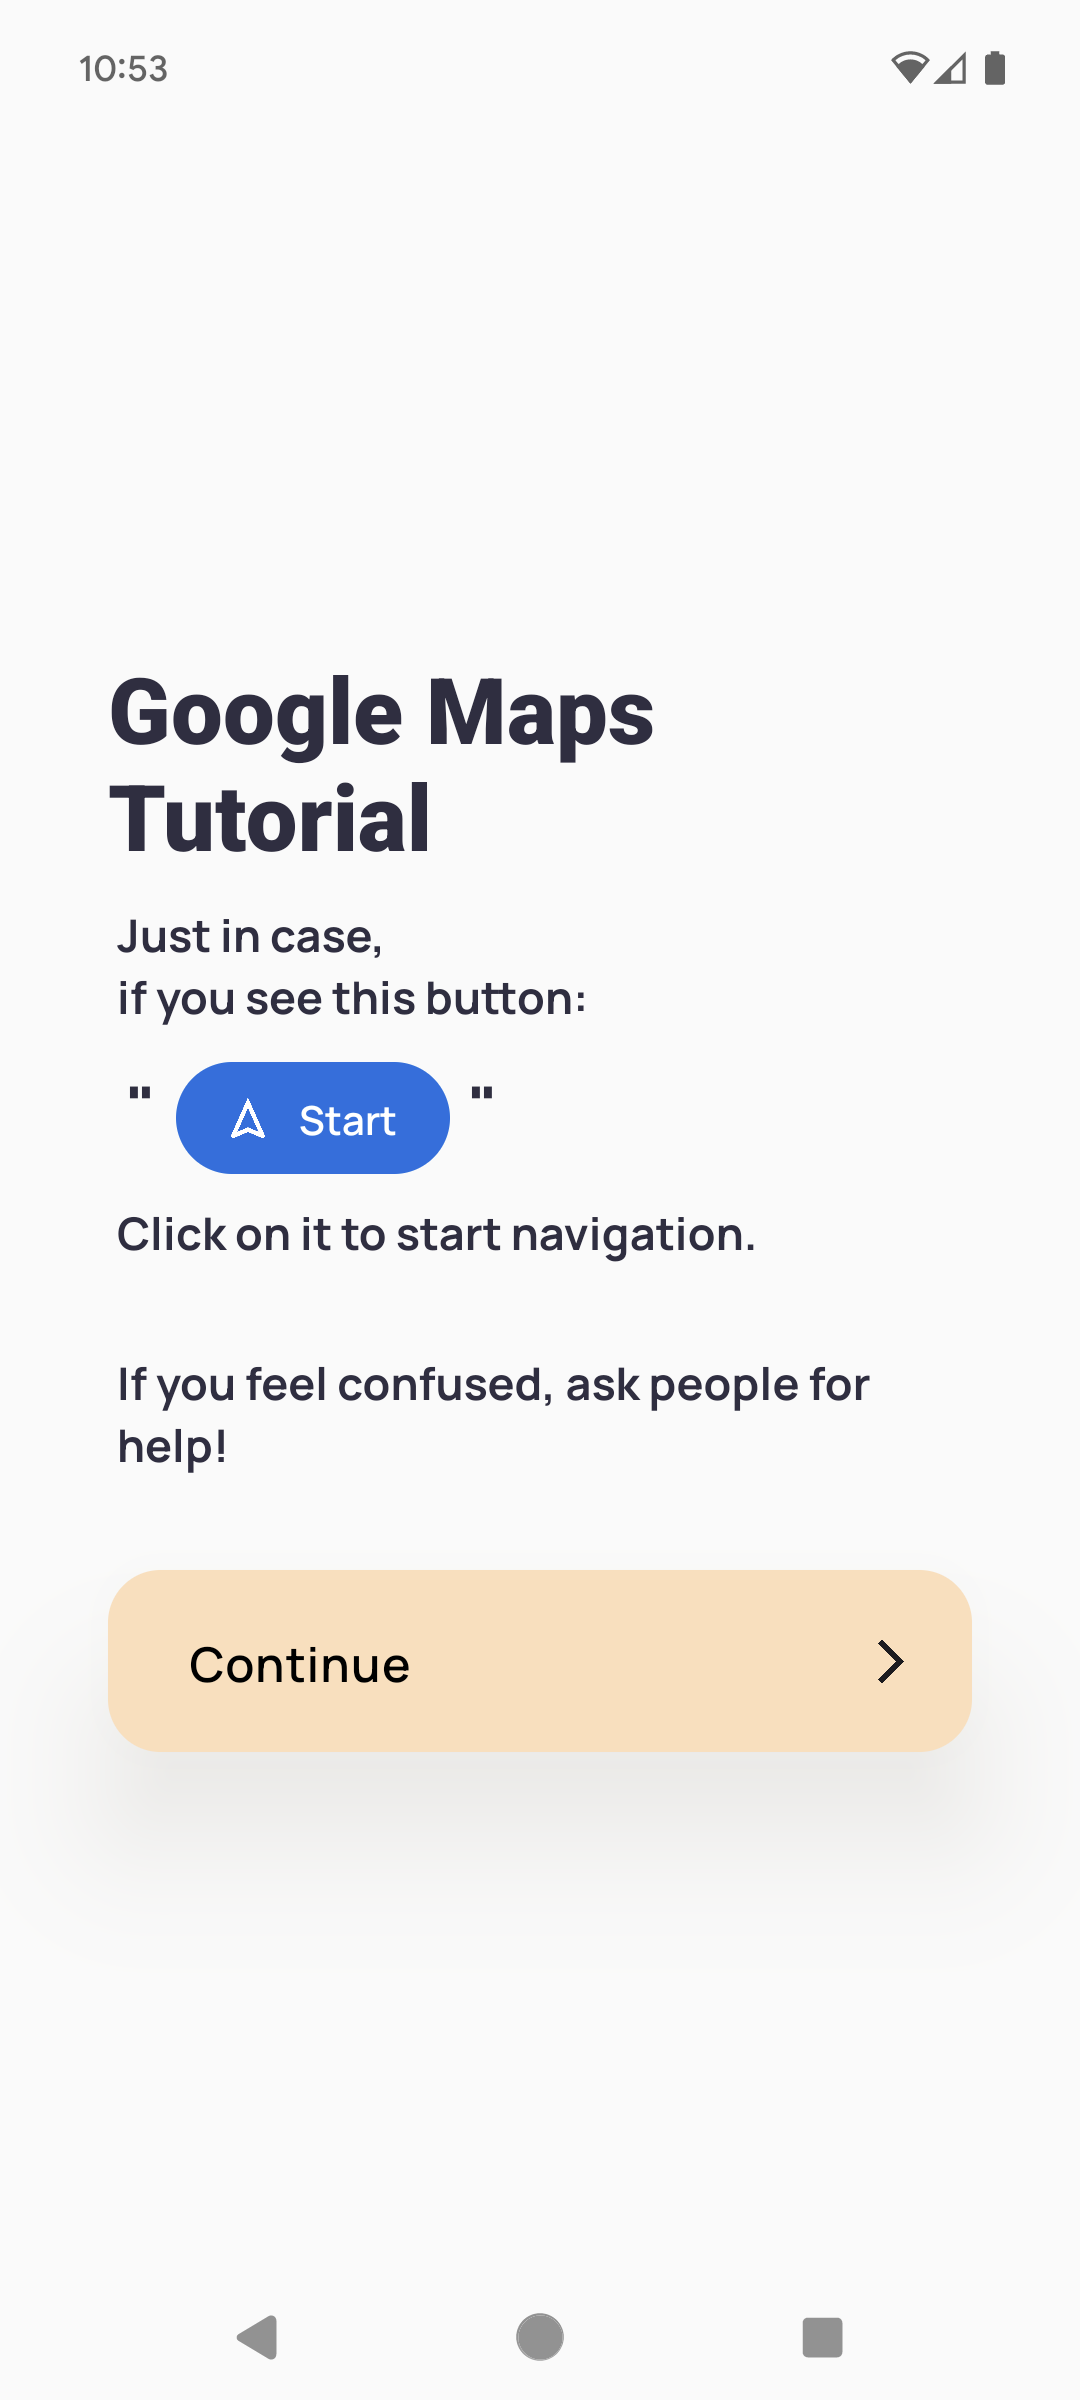 10:53
Google Maps
Tutorial
Just in case,
if you see this button:
" Start "
Click on it to start navigation.
If you feel confused, ask people for
help!
Continue